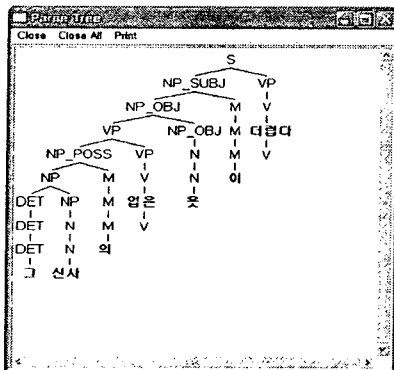 Parse Tree
Close Close All Print
S
NP_SUBJ VP
NP_OBJ M V
VP NP_OBJ M 더럽다
NP_POSS VP N M V
NP M V N 이
DET NP M 입은 옷
DET N M V
DET N 의
그 신사